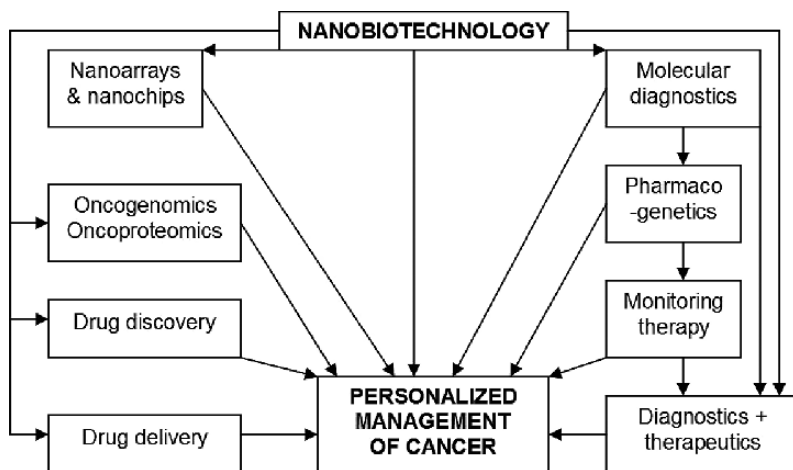 NANOBIOTECHNOLOGY
Nanoarrays
& nanochips
Molecular
diagnostics
Oncogenomics
Oncoproteomics
Pharmaco
-genetics
Drug discovery
Monitoring
therapy
PERSONALIZED
MANAGEMENT
OF CANCER
Drug delivery
Diagnostics +
therapeutics